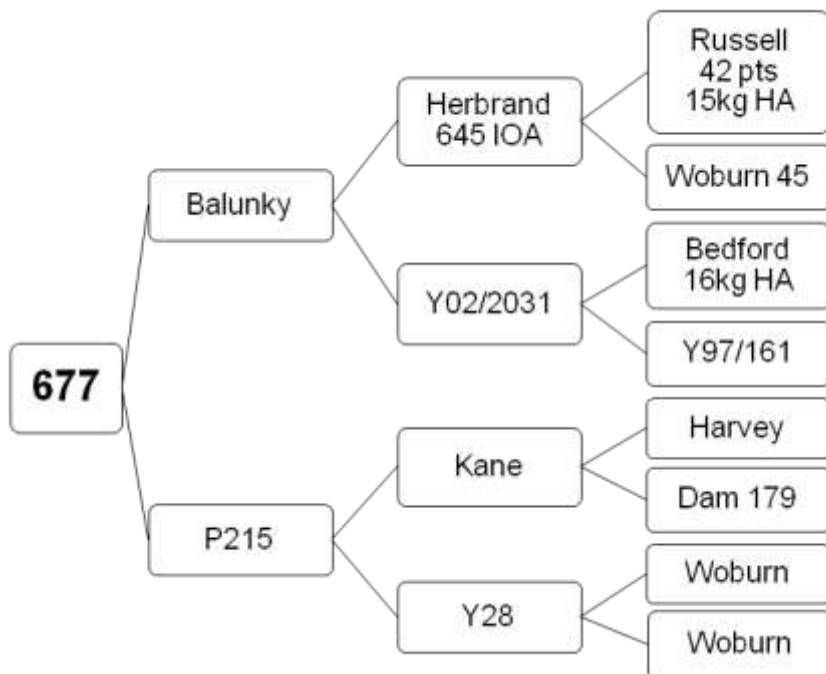 677
Balunky
P215
Herbrand
645 IOA
Y02/2031
Kane
Y28
Russell
42 pts
15kg HA
Woburn 45
Bedford
16kg HA
Y97/161
Harvey
Dam 179
Woburn
Woburn